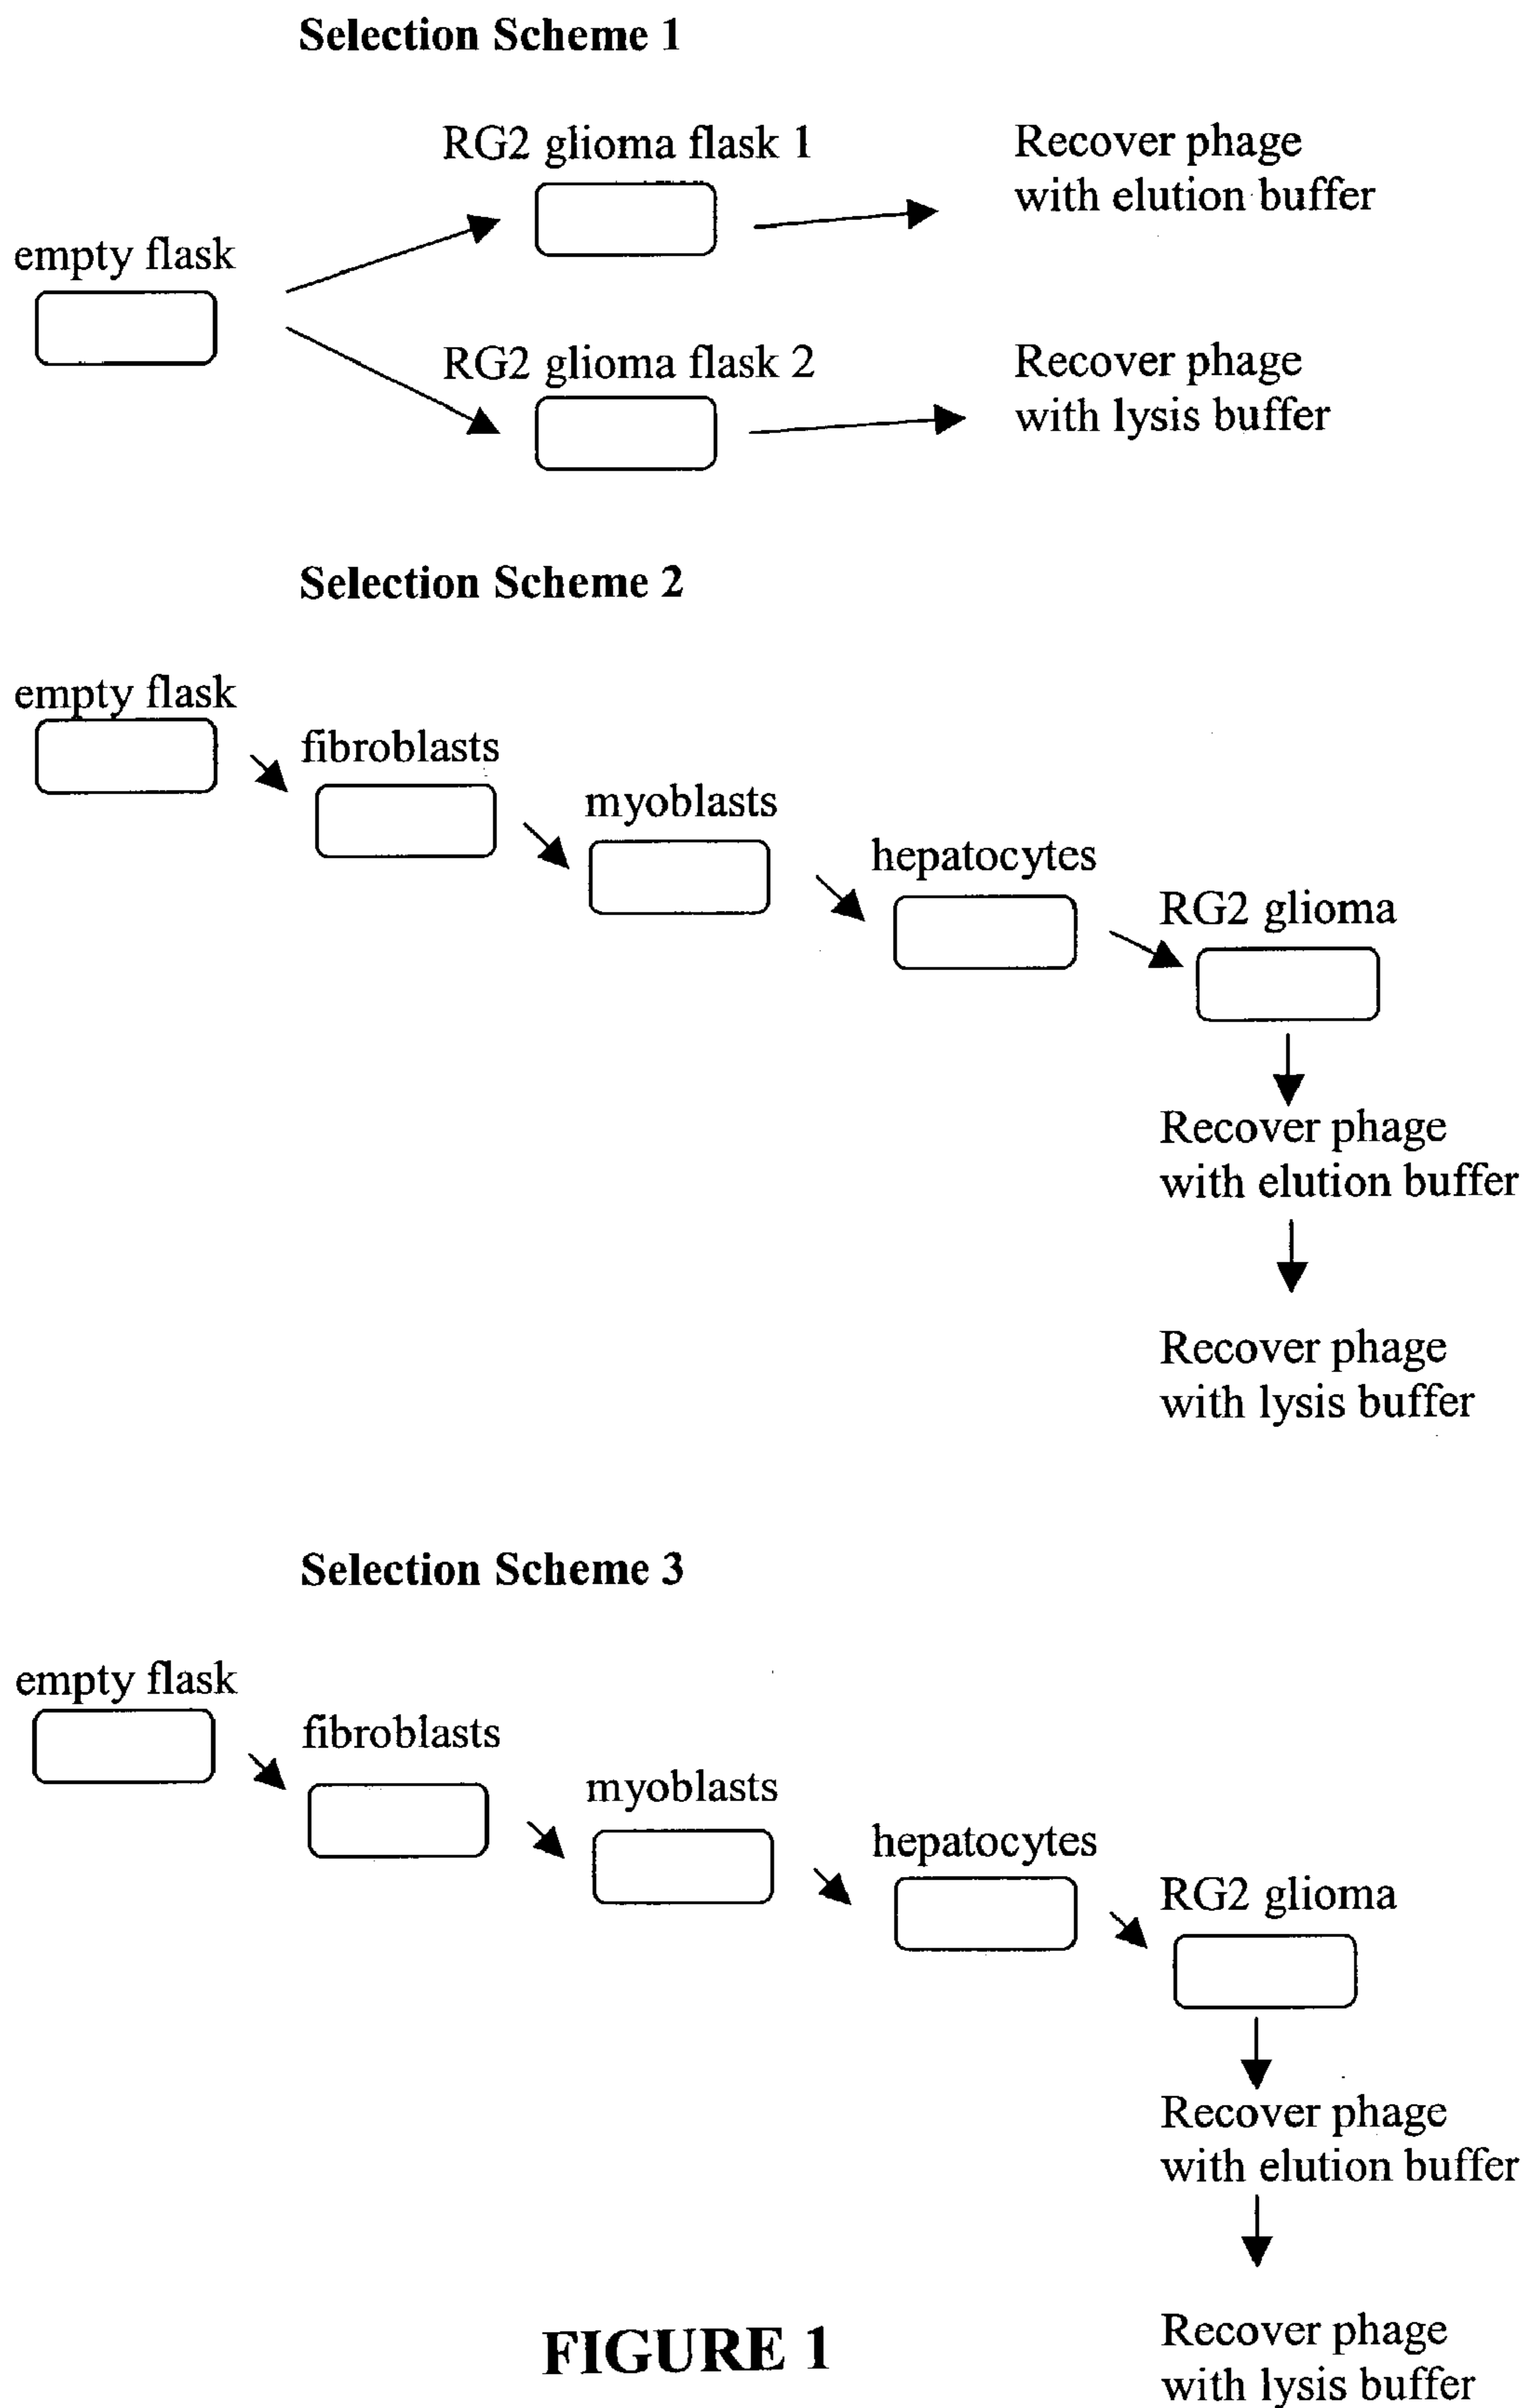 Selection Scheme 1
RG2 glioma flask 1
Recover phage
with elution buffer
empty flask
RG2 glioma flask 2
Recover phage
with lysis buffer
Selection Scheme 2
empty flask
fibroblasts
myoblasts
hepatocytes
RG2 glioma
Recover phage
with elution buffer
Recover phage
with lysis buffer
Selection Scheme 3
empty flask
fibroblasts
myoblasts
hepatocytes
RG2 glioma
Recover phage
with elution buffer
Recover phage
with lysis buffer
FIGURE 1